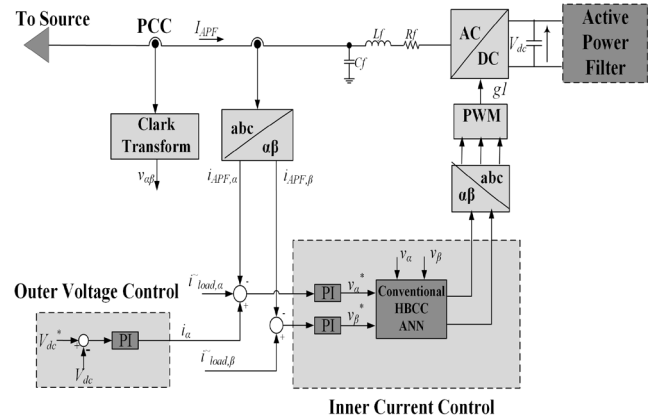 To Source
PCC
I_APF
Lf
Rf
Cf
AC
DC
V_dc
Active
Power
Filter
g1
PWM
Clark
Transform
abc
αβ
v_αβ
i_APF,α
i_APF,β
abc
αβ
i~load,α
-
+
PI
v_α*
v_α
v_β
Conventional
HBCC
ANN
-
+
PI
v_β*
i~load,β
Outer Voltage Control
V_dc*
+
-
PI
i_α
V_dc
Inner Current Control